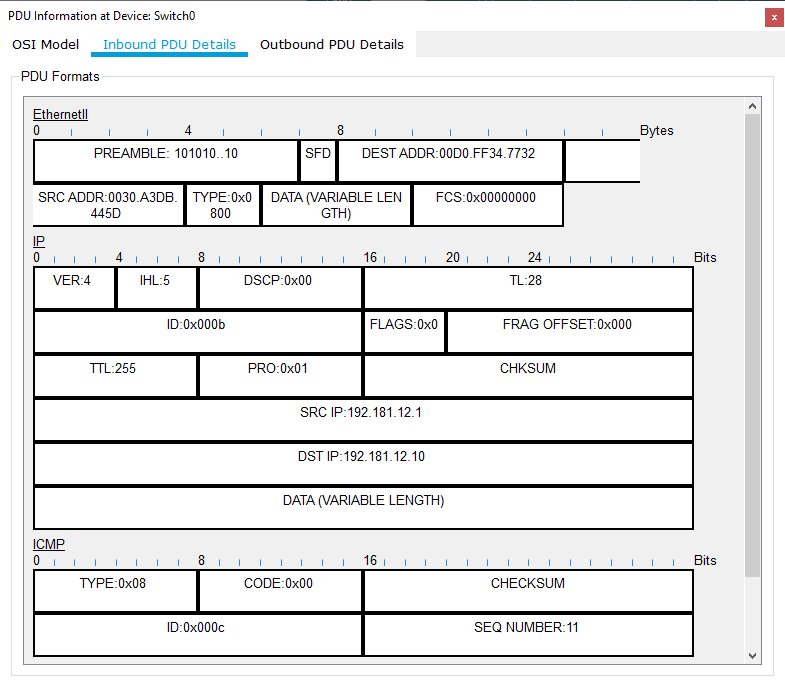 PDU Information at Device: Switch0
x
OSI Model Inbound PDU Details Outbound PDU Details
PDU Formats
EthernetII
0 4 8 Bytes
PREAMBLE: 101010..10 SFD DEST ADDR:00D0.FF34.7732
SRC ADDR:0030.A3DB. TYPE:0x0 DATA (VARIABLE LEN FCS:0x00000000
445D 800 GTH)
IP
0 4 8 16 20 24 Bits
VER:4 IHL:5 DSCP:0x00 TL:28
ID:0x000b FLAGS:0x0 FRAG OFFSET:0x000
TTL:255 PRO:0x01 CHKSUM
SRC IP:192.181.12.1
DST IP:192.181.12.10
DATA (VARIABLE LENGTH)
ICMP
0 8 16 Bits
TYPE:0x08 CODE:0x00 CHECKSUM
ID:0x000c SEQ NUMBER:11